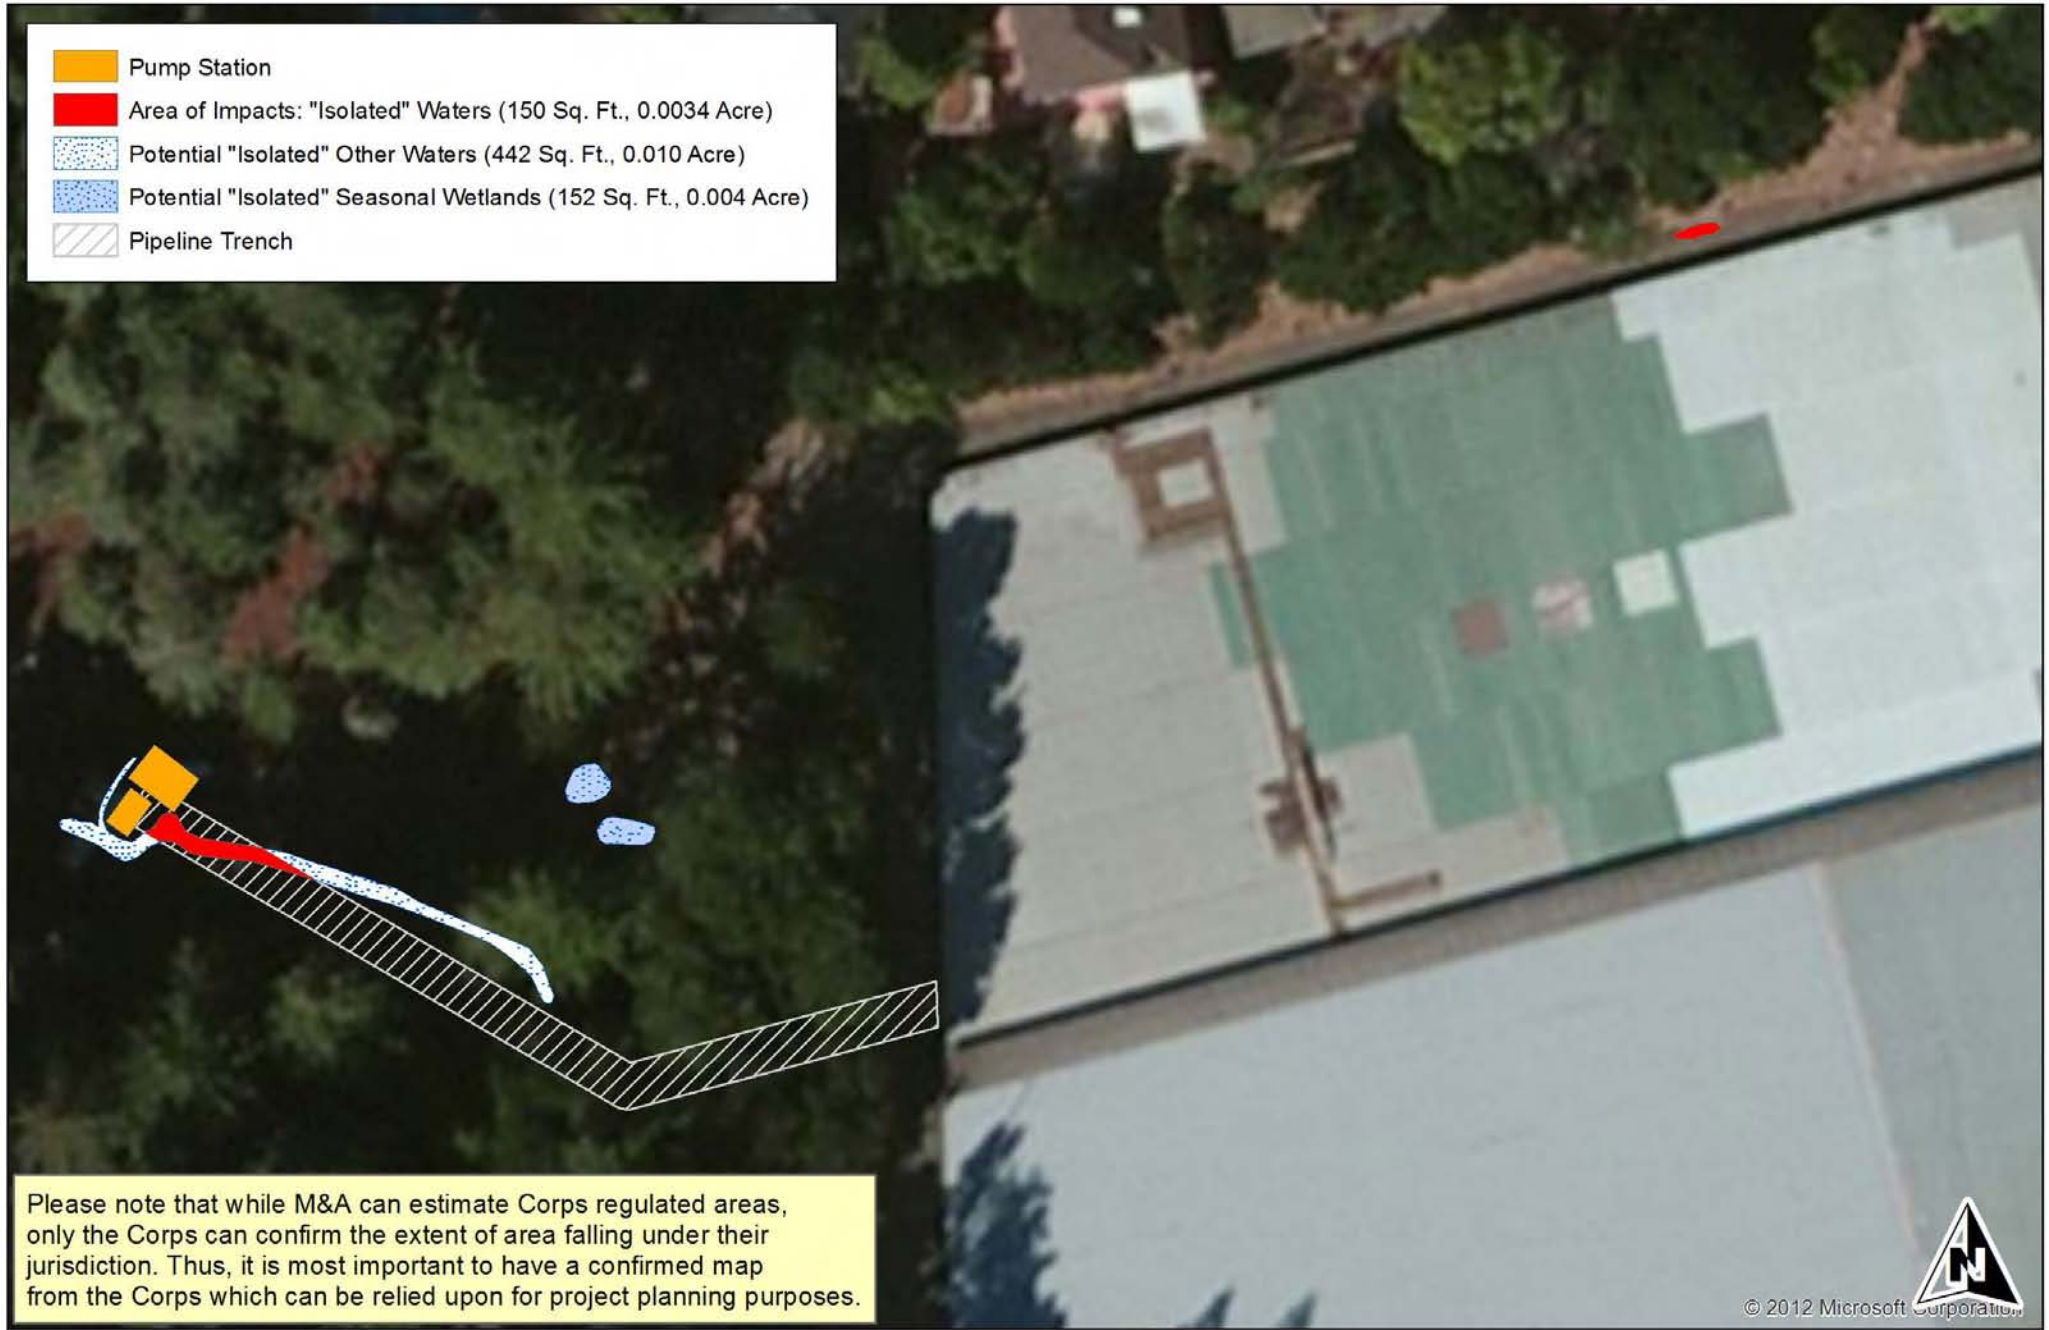 Pump Station
Area of Impacts: "Isolated" Waters (150 Sq. Ft., 0.0034 Acre)
Potential "Isolated" Other Waters (442 Sq. Ft., 0.010 Acre)
Potential "Isolated" Seasonal Wetlands (152 Sq. Ft., 0.004 Acre)
Pipeline Trench
Please note that while M&A can estimate Corps regulated areas,
only the Corps can confirm the extent of area falling under their
jurisdiction. Thus, it is most important to have a confirmed map
from the Corps which can be relied upon for project planning purposes.
N
© 2012 Microsoft Corporation